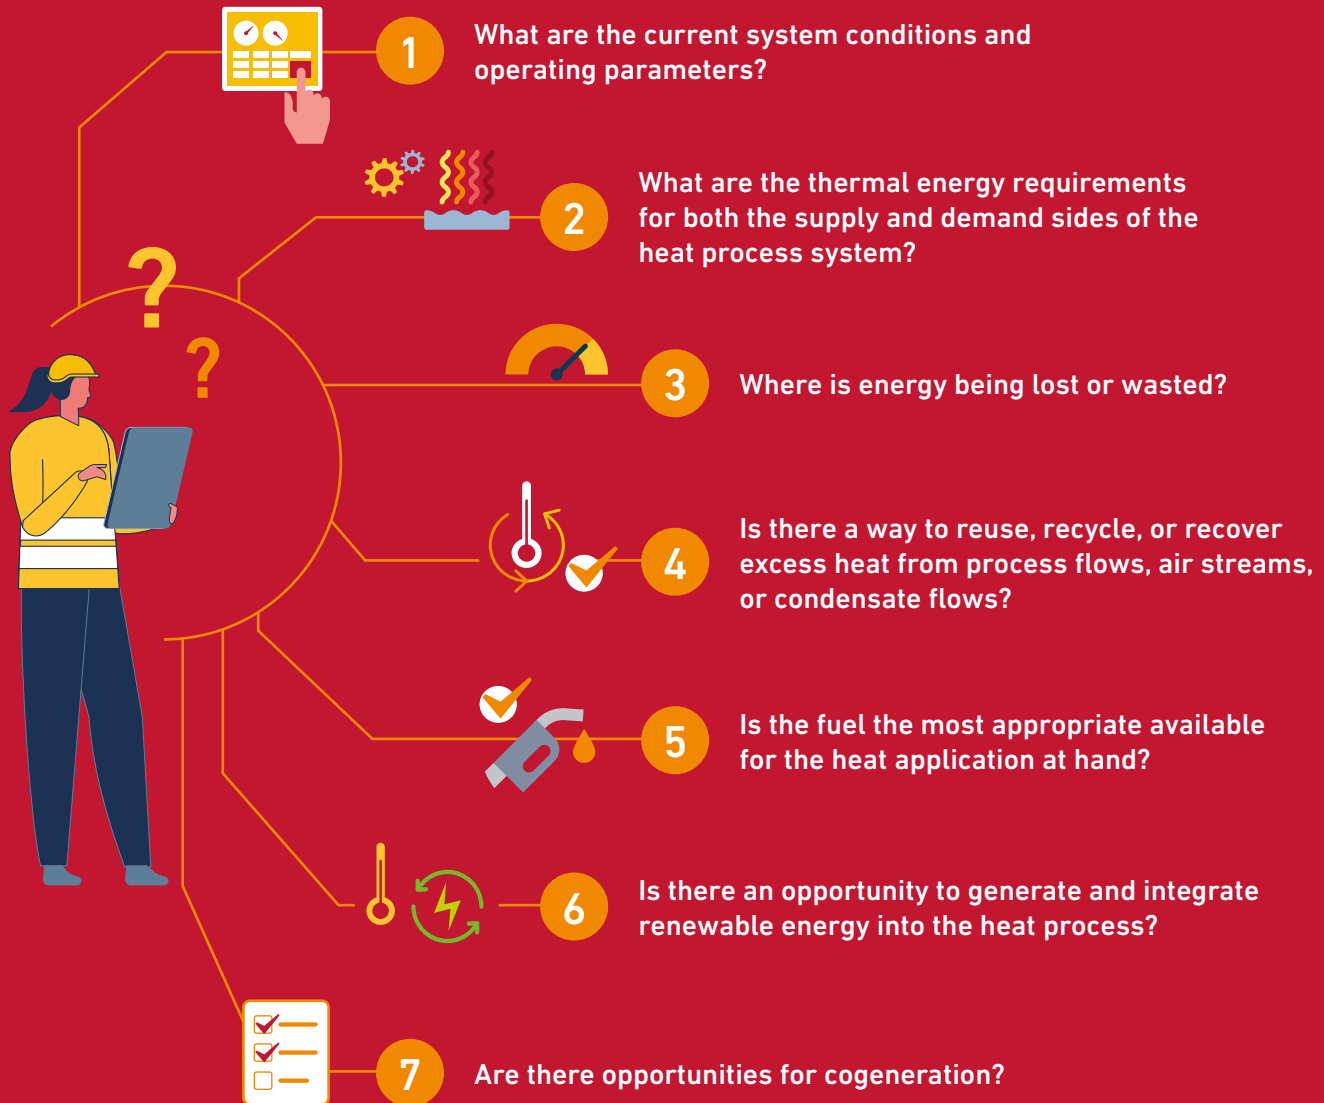 1
What are the current system conditions and
operating parameters?
2
What are the thermal energy requirements
for both the supply and demand sides of the
heat process system?
? 
?
3
Where is energy being lost or wasted?
4
Is there a way to reuse, recycle, or recover
excess heat from process flows, air streams,
or condensate flows?
5
Is the fuel the most appropriate available
for the heat application at hand?
6
Is there an opportunity to generate and integrate
renewable energy into the heat process?
7
Are there opportunities for cogeneration?